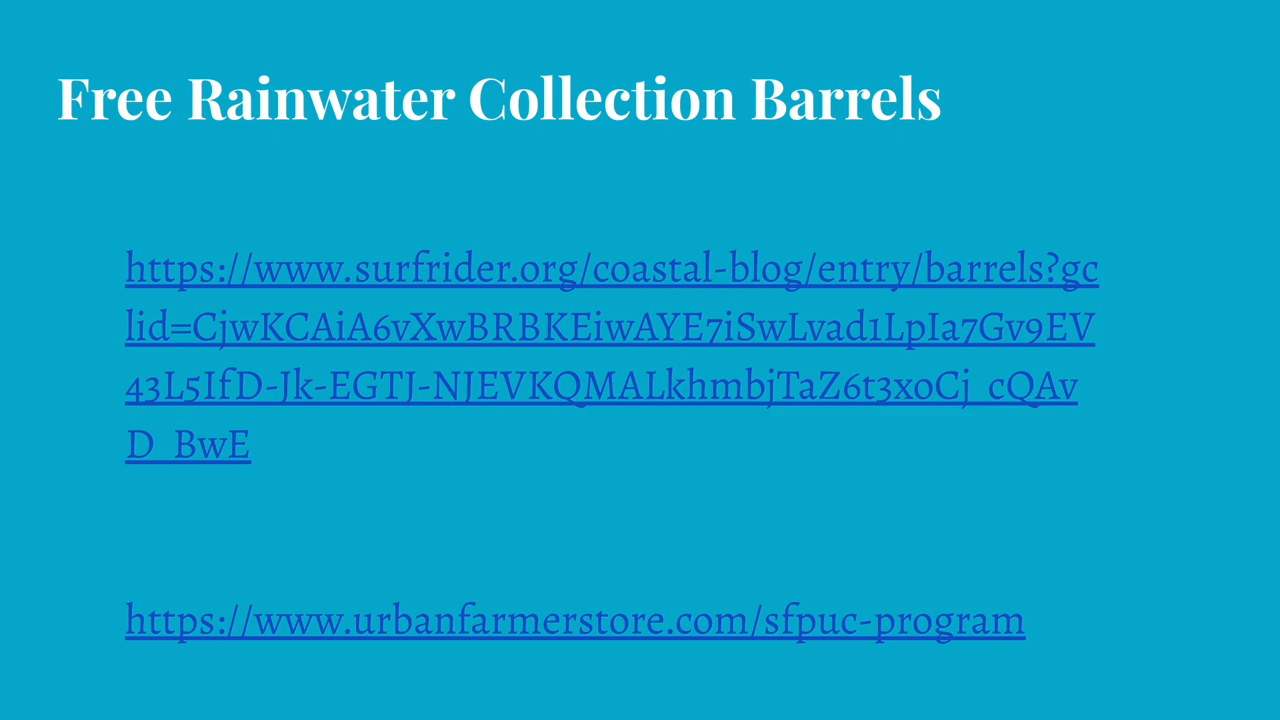 Free Rainwater Collection Barrels
https://www.surfrider.org/coastal-blog/entry/barrels?gc
lid=CjwKCAiA6vXwBRBKEiwAYE7iSwLvad1LpIa7Gv9EV
43L5IfD-Jk-EGTJ-NJEVKQMALkhmbjTaZ6t3xoCj_cQAv
D_BwE
https://www.urbanfarmerstore.com/sfpuc-program